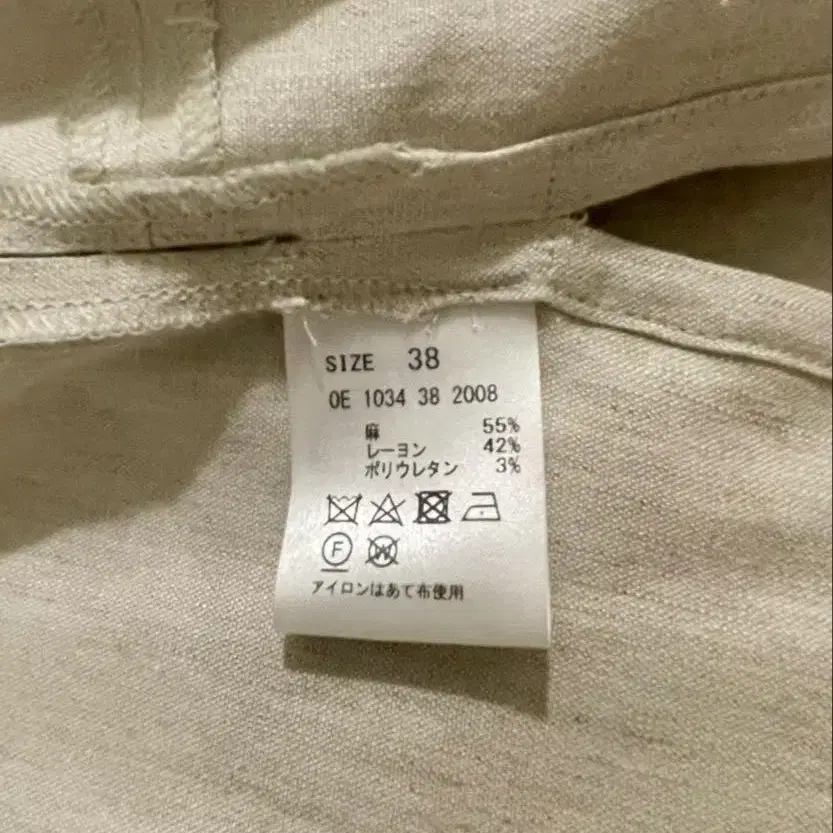 SIZE 38
OE 1034 38 2008
麻 55%
レーヨン 42%
ポリウレタン 3%
F W
アイロンはあて布使用